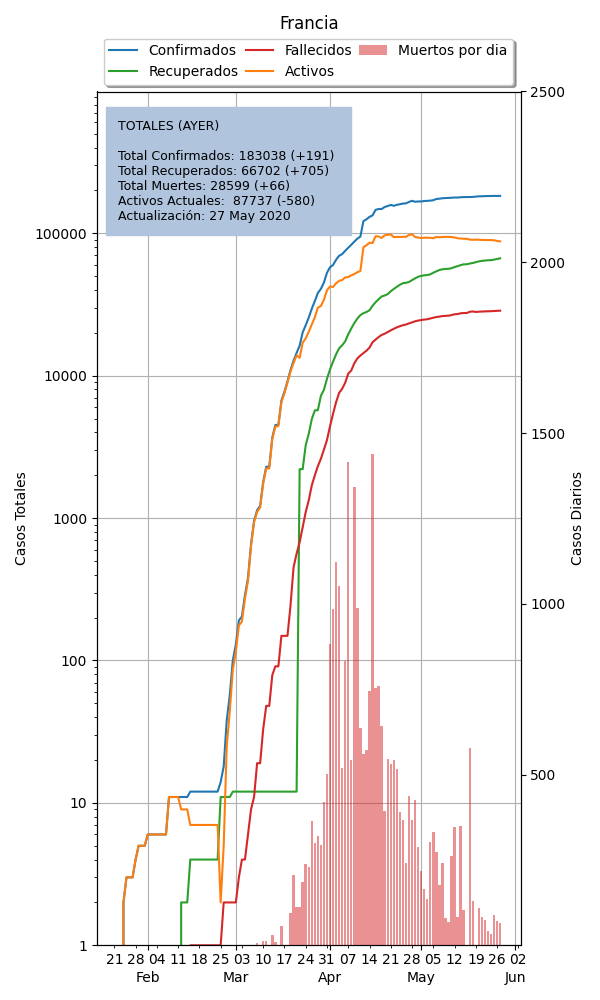 Francia
Confirmados Fallecidos Muertos por dia
Recuperados Activos
TOTALES (AYER)
Total Confirmados: 183038 (+191)
Total Recuperados: 66702 (+705)
Total Muertes: 28599 (+66)
Activos Actuales: 87737 (-580)
Actualización: 27 May 2020
Casos Totales
100000
10000
1000
100
10
1
Casos Diarios
2500
2000
1500
1000
500
21 28 04 11 18 25 03 10 17 24 31 07 14 21 28 05 12 19 26 02
Feb Mar Apr May Jun